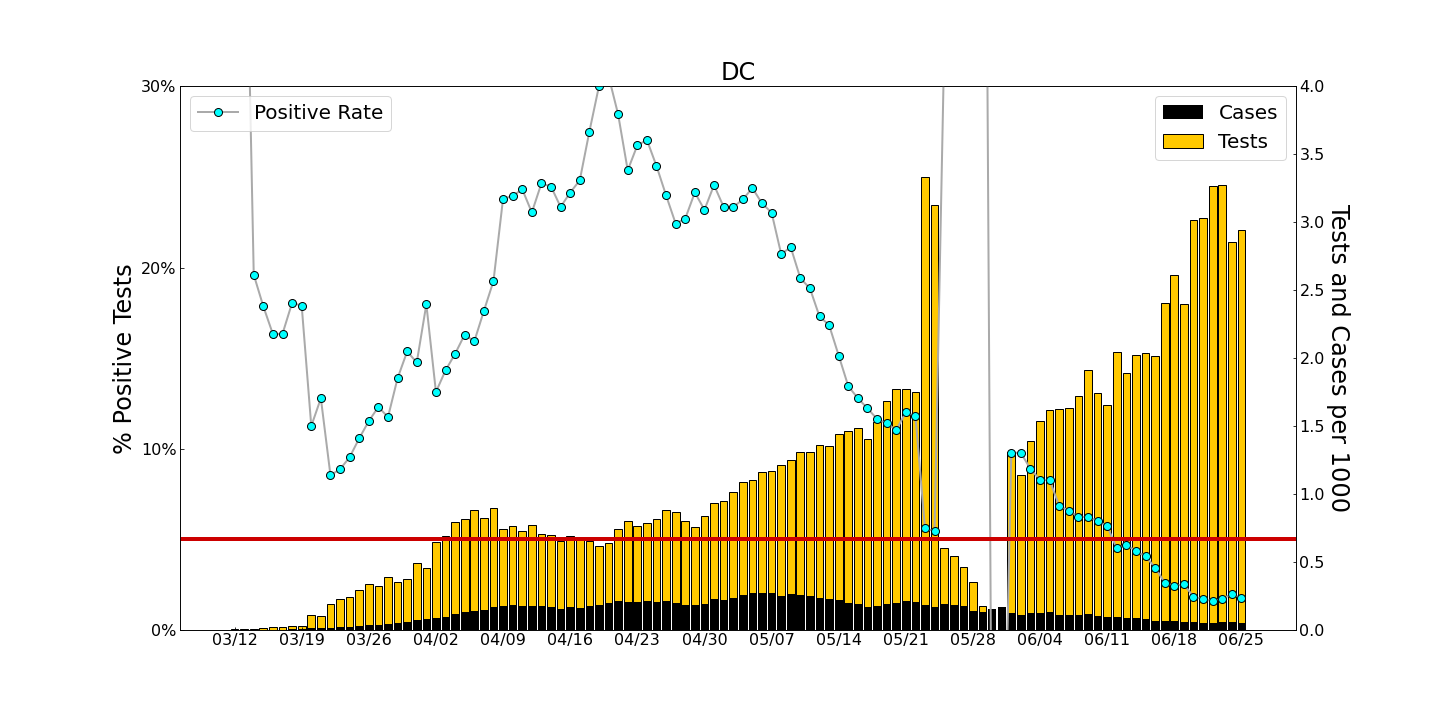 DC
Positive Rate
Cases
Tests
% Positive Tests
30%
20%
10%
0%
Tests and Cases per 1000
4.0
3.5
3.0
2.5
2.0
1.5
1.0
0.5
0.0
03/12 03/19 03/26 04/02 04/09 04/16 04/23 04/30 05/07 05/14 05/21 05/28 06/04 06/11 06/18 06/25